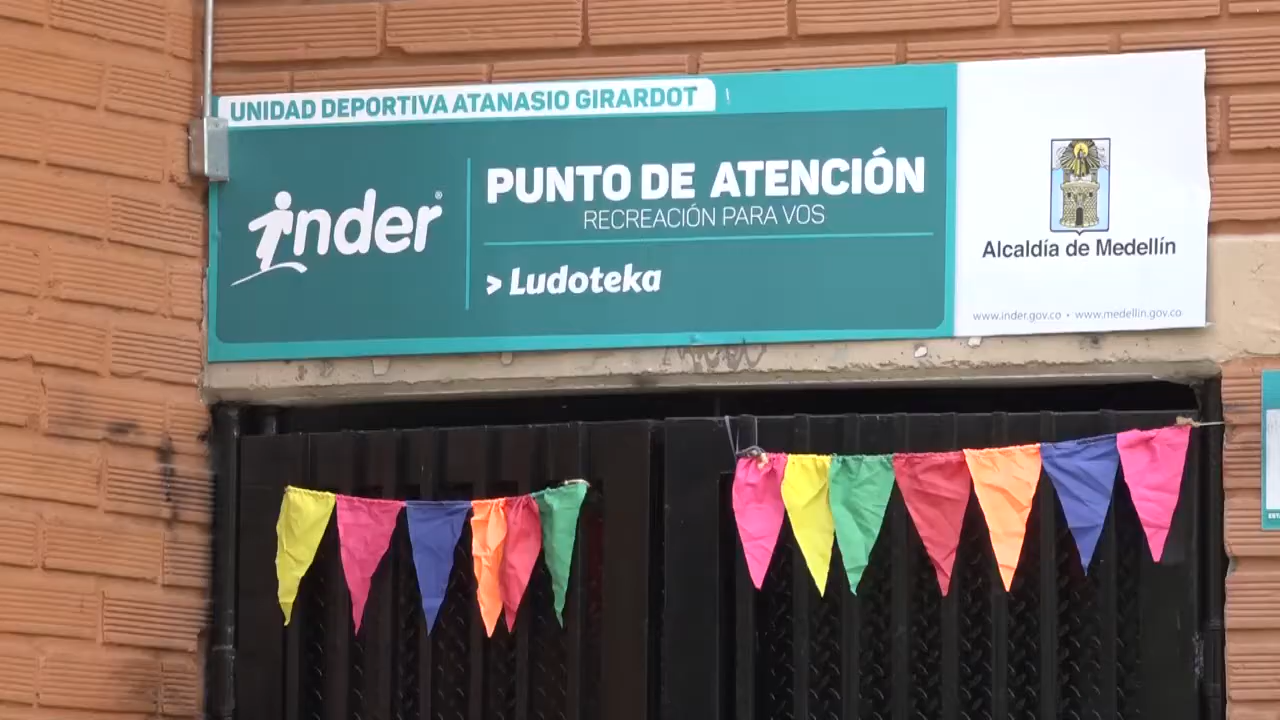 UNIDAD DEPORTIVA ATANASIO GIRARDOT
inder®
PUNTO DE ATENCIÓN
RECREACIÓN PARA VOS
> Ludoteka
Alcaldía de Medellín
www.inder.gov.co • www.medellin.gov.co